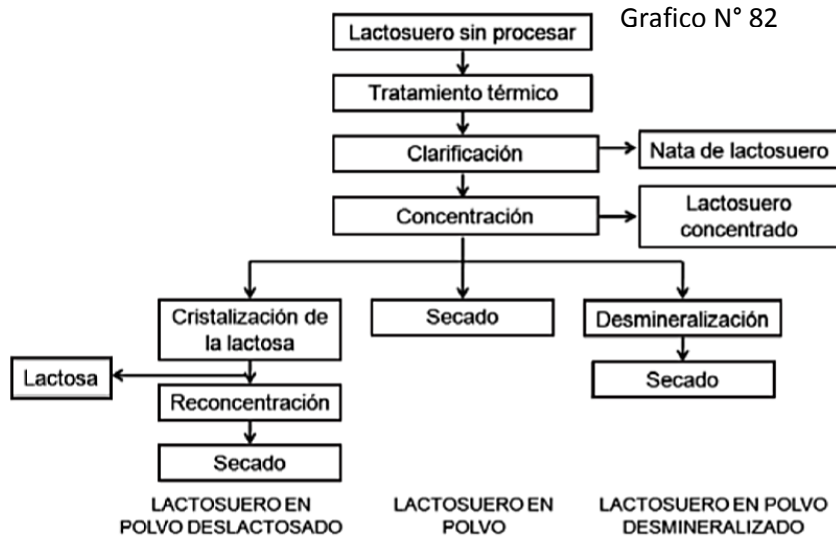 Grafico N° 82
Lactosuero sin procesar
Tratamiento térmico
Clarificación
Nata de lactosuero
Concentración
Lactosuero
concentrado
Cristalización de
la lactosa
Secado
Desmineralización
Lactosa
Secado
Reconcentración
Secado
LACTOSUERO EN
POLVO DESLACTOSADO
LACTOSUERO EN
POLVO
LACTOSUERO EN POLVO
DESMINERALIZADO